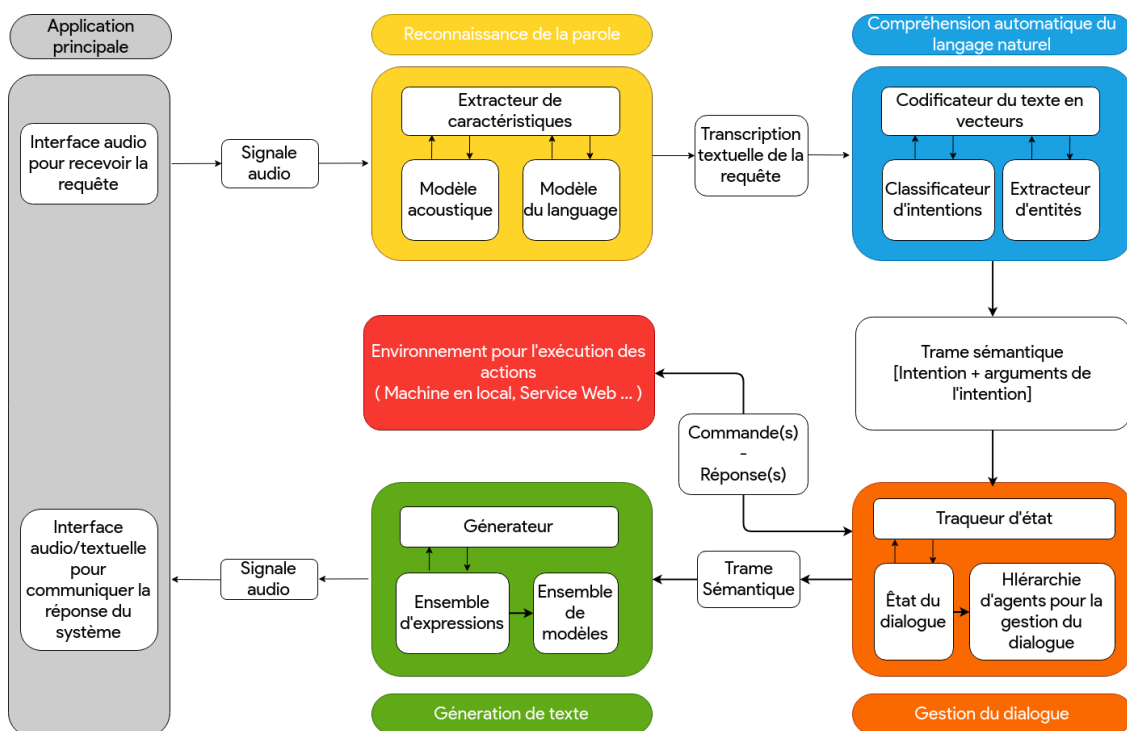 Application
principale
Reconnaissance de la parole
Compréhension automatique du
langage naturel
Interface audio
pour recevoir la
requête
Signale
audio
Extracteur de
caractéristiques
Modèle
acoustique
Modèle
du language
Transcription
textuelle de la
requête
Codificateur du texte en
vecteurs
Classificateur
d'intentions
Extracteur
d'entités
Environnement pour l'exécution des
actions
( Machine en local, Service Web ... )
Trame sémantique
[Intention + arguments de
l'intention]
Commande(s)
-
Réponse(s)
Interface
audio/textuelle
pour
communiquer la
réponse du
système
Signale
audio
Génerateur
Ensemble
d'expressions
Ensemble
de
modèles
Trame
Sémantique
Traqueur d'état
Êtat du
dialogue
HIérarchie
d'agents pour la
gestion du
dialogue
Géneration de texte
Gestion du dialogue